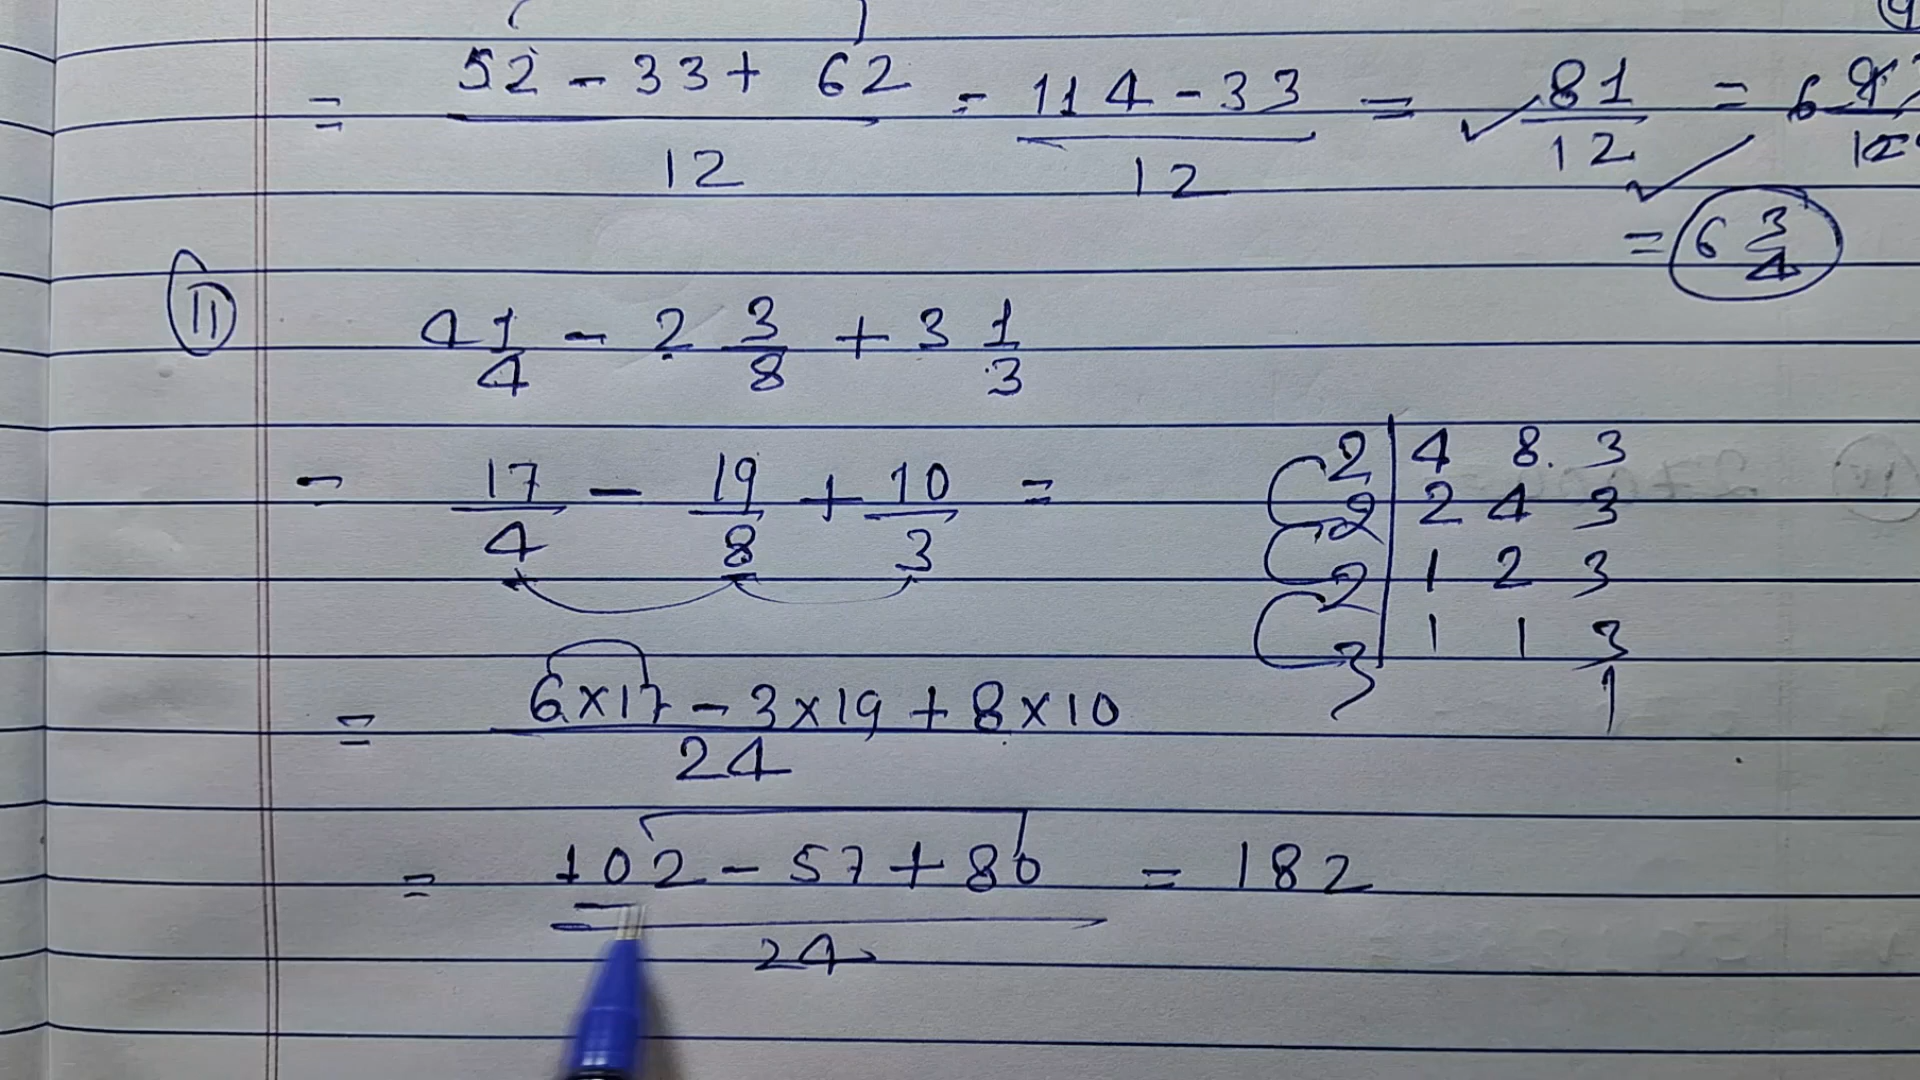 = 52 - 33 + 62 / 12 = 114 - 33 / 12 = 81 / 12 = 6
= 6 3/4
11 4 1/4 - 2 3/8 + 3 1/3
= 17/4 - 19/8 + 10/3 =
2 | 4 8. 3
2 | 2 4 3
2 | 1 2 3
3 | 1 1 3
1
= 6×17 - 3×19 + 8×10 / 24
= 102 - 57 + 80 / 24 = 182